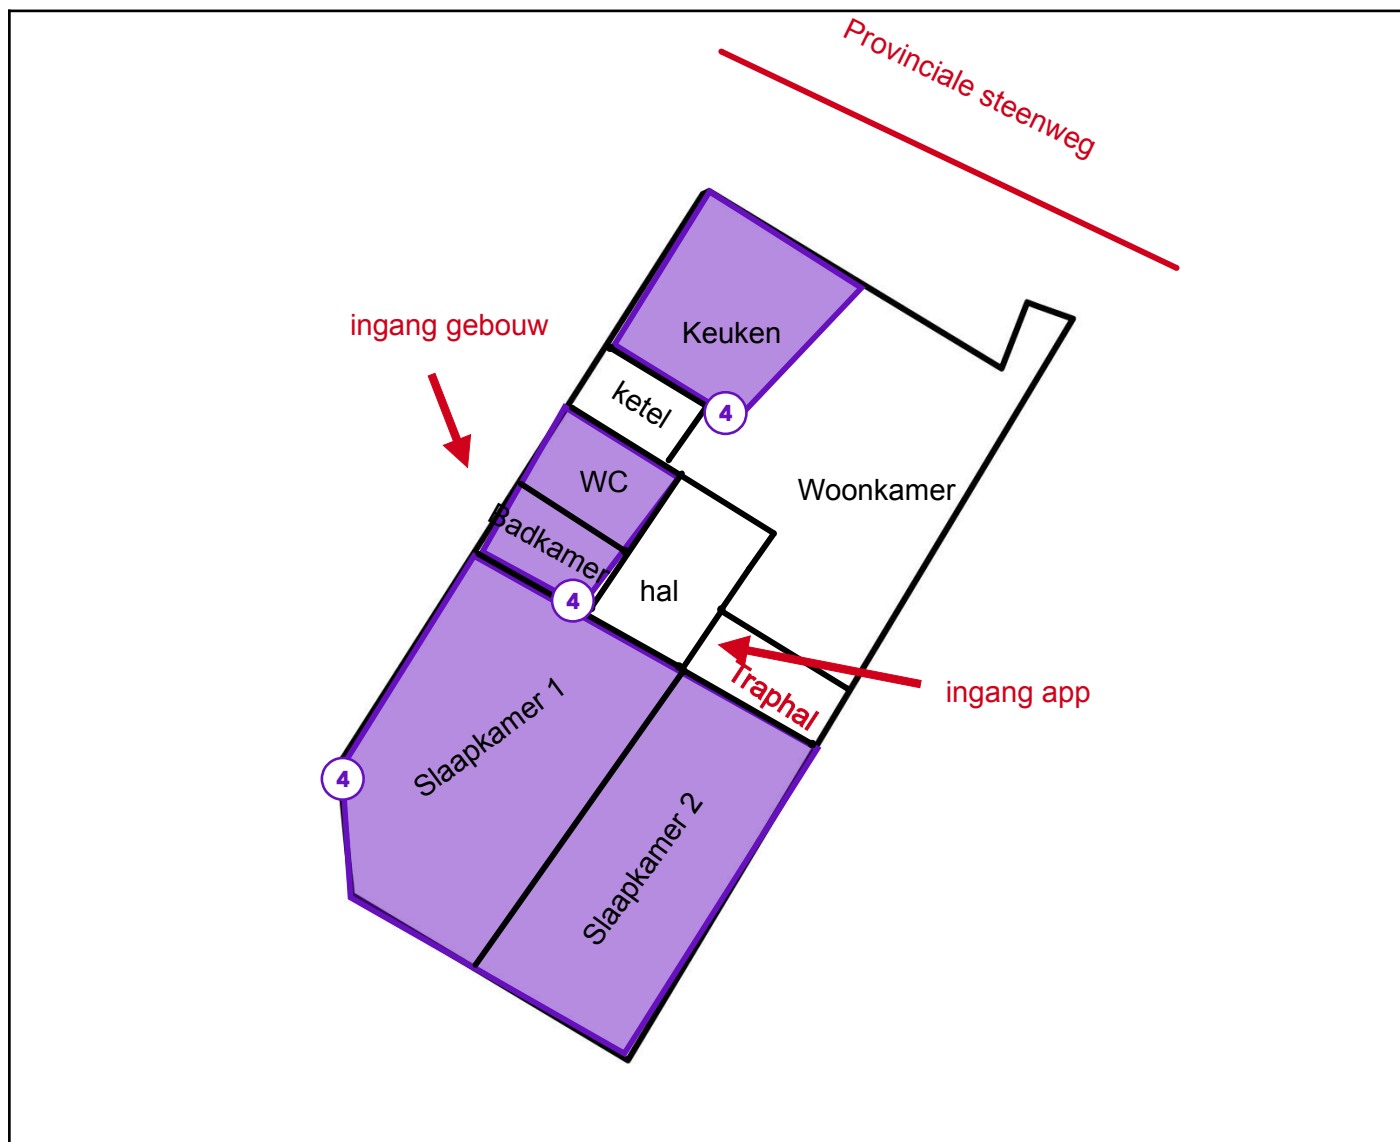 Provinciale steenweg
ingang gebouw
Keuken
ketel
4
WC
Woonkamer
Badkamer
hal
4
Traphal
ingang app
Slaapkamer 1
4
Slaapkamer 2